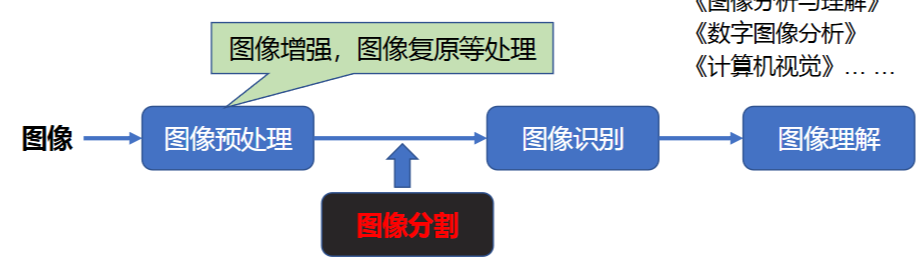 《图像分析与理解》
《数字图像分析》
《计算机视觉》… …
图像增强，图像复原等处理
图像
图像预处理
图像识别
图像理解
图像分割